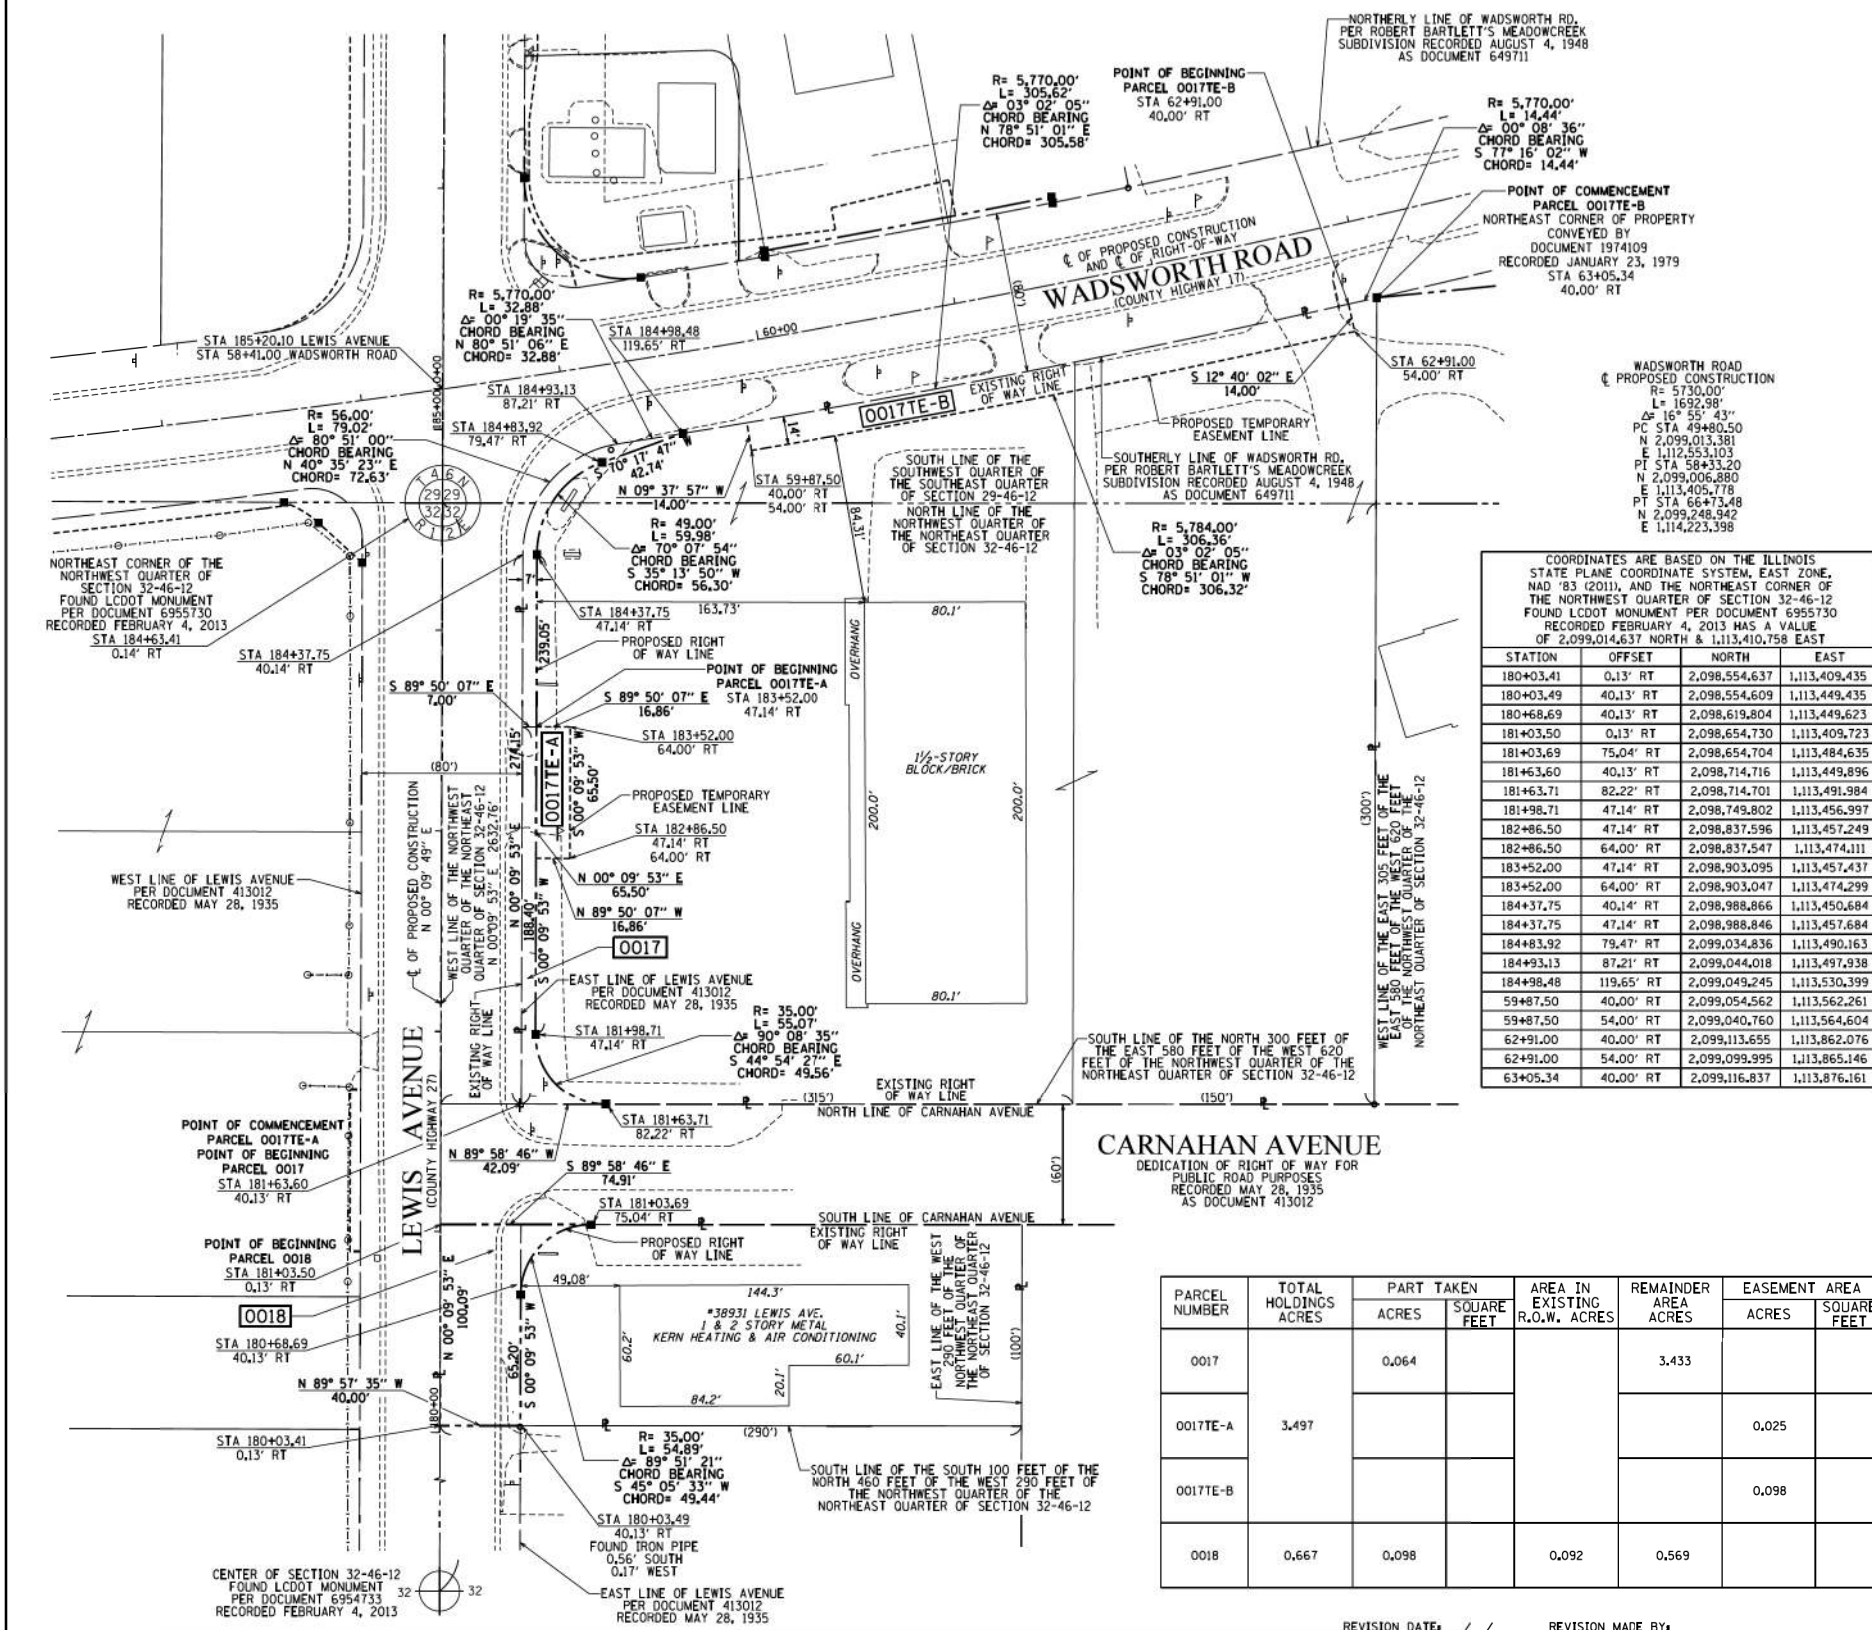 NORTHERLY LINE OF WADSWORTH RD.
PER ROBERT BARTLETT'S MEADOWCREEK
SUBDIVISION RECORDED AUGUST 4, 1948
AS DOCUMENT 649711
R= 5,770.00'
L= 305.62'
Δ= 03° 02' 05"
CHORD BEARING
N 78° 51' 01" E
CHORD= 305.58'
POINT OF BEGINNING
PARCEL 0017TE-B
STA 62+91.00
40.00' RT
R= 5,770.00'
L= 14.44'
Δ= 00° 08' 36"
CHORD BEARING
S 77° 16' 02" W
CHORD= 14.44'
POINT OF COMMENCEMENT
PARCEL 0017TE-B
NORTHEAST CORNER OF PROPERTY
CONVEYED BY
DOCUMENT 1974109
RECORDED JANUARY 23, 1979
STA 63+05.34
40.00' RT
℄ OF PROPOSED CONSTRUCTION
AND ℄ OF RIGHT-OF-WAY
WADSWORTH ROAD
(COUNTY HIGHWAY 17)
(80')
R= 5,770.00'
L= 32.88'
Δ= 00° 19' 35"
CHORD BEARING
N 80° 51' 06" E
CHORD= 32.88'
STA 184+98.48
119.65' RT
60+00
STA 185+20.10 LEWIS AVENUE
STA 58+41.00 WADSWORTH ROAD
185+00
STA 184+93.13
87.21' RT
STA 184+83.92
79.47' RT
R= 56.00'
L= 79.02'
Δ= 80° 51' 00"
CHORD BEARING
N 40° 35' 23" E
CHORD= 72.63'
T 46 N
29 29
32 32
R 12 E
S 70° 17' 47" W
42.74'
N 09° 37' 57" W
14.00'
14'
STA 59+87.50
40.00' RT
54.00' RT
84.31'
0017TE-B
EXISTING RIGHT
OF WAY LINE
S 12° 40' 02" E
14.00'
STA 62+91.00
54.00' RT
PROPOSED TEMPORARY
EASEMENT LINE
SOUTHERLY LINE OF WADSWORTH RD.
PER ROBERT BARTLETT'S MEADOWCREEK
SUBDIVISION RECORDED AUGUST 4, 1948
AS DOCUMENT 649711
SOUTH LINE OF THE
SOUTHWEST QUARTER OF
THE SOUTHEAST QUARTER
OF SECTION 29-46-12
NORTH LINE OF THE
NORTHWEST QUARTER OF
THE NORTHEAST QUARTER
OF SECTION 32-46-12
R= 5,784.00'
L= 306.36'
Δ= 03° 02' 05"
CHORD BEARING
S 78° 51' 01" W
CHORD= 306.32'
WADSWORTH ROAD
℄ PROPOSED CONSTRUCTION
R= 5730.00'
L= 1692.98'
Δ= 16° 55' 43"
PC STA 49+80.50
N 2,099,013.381
E 1,112,553.103
PI STA 58+33.20
N 2,099,006.880
E 1,113,405.778
PT STA 66+73.48
N 2,099,248.942
E 1,114,223.398
R= 49.00'
L= 59.98'
Δ= 70° 07' 54"
CHORD BEARING
S 35° 13' 50" W
CHORD= 56.30'
NORTHEAST CORNER OF THE
NORTHWEST QUARTER OF
SECTION 32-46-12
FOUND LCDOT MONUMENT
PER DOCUMENT 6955730
RECORDED FEBRUARY 4, 2013
STA 184+63.41
0.14' RT
STA 184+37.75
40.14' RT
7'
STA 184+37.75
47.14' RT
163.73'
80.1'
239.05'
PROPOSED RIGHT
OF WAY LINE
POINT OF BEGINNING
PARCEL 0017TE-A
STA 183+52.00
47.14' RT
S 89° 50' 07" E
7.00'
S 89° 50' 07" E
16.86'
STA 183+52.00
64.00' RT
274.15'
(80')
0017TE-A
S 00° 09' 53" W
65.50'
PROPOSED TEMPORARY
EASEMENT LINE
STA 182+86.50
47.14' RT
64.00' RT
N 00° 09' 53" E
65.50'
N 89° 50' 07" W
16.86'
0017
EAST LINE OF LEWIS AVENUE
PER DOCUMENT 413012
RECORDED MAY 28, 1935
OVERHANG
OVERHANG
1½-STORY
BLOCK/BRICK
200.0'
200.0'
80.1'
WEST LINE OF LEWIS AVENUE
PER DOCUMENT 413012
RECORDED MAY 28, 1935
℄ OF PROPOSED CONSTRUCTION
N 00° 09' 49" E
WEST LINE OF THE NORTHWEST
QUARTER OF THE NORTHEAST
QUARTER OF SECTION 32-46-12
N 00°09' 53" E 2632.76'
N 00° 09' 53" E
188.40'
S 00° 09' 53" W
EXISTING RIGHT
OF WAY LINE
STA 181+98.71
47.14' RT
R= 35.00'
L= 55.07'
Δ= 90° 08' 35"
CHORD BEARING
S 44° 54' 27" E
CHORD= 49.56'
(300')
WEST LINE OF THE EAST 305 FEET OF THE
EAST 580 FEET OF THE WEST 620 FEET
OF THE NORTHWEST QUARTER OF THE
NORTHEAST QUARTER OF SECTION 32-46-12
SOUTH LINE OF THE NORTH 300 FEET OF
THE EAST 580 FEET OF THE WEST 620
FEET OF THE NORTHWEST QUARTER OF THE
NORTHEAST QUARTER OF SECTION 32-46-12
EXISTING RIGHT
OF WAY LINE
(315')
NORTH LINE OF CARNAHAN AVENUE
(150')
CARNAHAN AVENUE
DEDICATION OF RIGHT OF WAY FOR
PUBLIC ROAD PURPOSES
RECORDED MAY 28, 1935
AS DOCUMENT 413012
(60')
LEWIS AVENUE
(COUNTY HIGHWAY 27)
POINT OF COMMENCEMENT
PARCEL 0017TE-A
POINT OF BEGINNING
PARCEL 0017
STA 181+63.60
40.13' RT
STA 181+63.71
82.22' RT
N 89° 58' 46" W
42.09'
S 89° 58' 46" E
74.91'
STA 181+03.69
75.04' RT
SOUTH LINE OF CARNAHAN AVENUE
EXISTING RIGHT
OF WAY LINE
PROPOSED RIGHT
OF WAY LINE
POINT OF BEGINNING
PARCEL 0018
STA 181+03.50
0.13' RT
0018
STA 180+68.69
40.13' RT
N 00° 09' 53" E
100.09'
49.08'
144.3'
#38931 LEWIS AVE.
1 & 2 STORY METAL
KERN HEATING & AIR CONDITIONING
40.1'
60.2'
60.1'
20.1'
84.2'
65.20'
S 00° 09' 53" W
EAST LINE OF THE WEST
290 FEET OF THE
NORTHWEST QUARTER OF
THE NORTHEAST QUARTER
OF SECTION 32-46-12
(100')
N 89° 57' 35" W
40.00'
180+00
STA 180+03.41
0.13' RT
(290')
R= 35.00'
L= 54.89'
Δ= 89° 51' 21"
CHORD BEARING
S 45° 05' 33" W
CHORD= 49.44'
SOUTH LINE OF THE SOUTH 100 FEET OF THE
NORTH 460 FEET OF THE WEST 290 FEET OF
THE NORTHWEST QUARTER OF THE
NORTHEAST QUARTER OF SECTION 32-46-12
STA 180+03.49
40.13' RT
FOUND IRON PIPE
0.56' SOUTH
0.17' WEST
EAST LINE OF LEWIS AVENUE
PER DOCUMENT 413012
RECORDED MAY 28, 1935
CENTER OF SECTION 32-46-12
FOUND LCDOT MONUMENT
PER DOCUMENT 6954733
RECORDED FEBRUARY 4, 2013
32 32
COORDINATES ARE BASED ON THE ILLINOIS
STATE PLANE COORDINATE SYSTEM, EAST ZONE,
NAD '83 (2011), AND THE NORTHEAST CORNER OF
THE NORTHWEST QUARTER OF SECTION 32-46-12
FOUND LCDOT MONUMENT PER DOCUMENT 6955730
RECORDED FEBRUARY 4, 2013 HAS A VALUE
OF 2,099,014.637 NORTH & 1,113,410.758 EAST
STATION OFFSET NORTH EAST
180+03.41 0.13' RT 2,098,554.637 1,113,409.435
180+03.49 40.13' RT 2,098,554.609 1,113,449.435
180+68.69 40.13' RT 2,098,619.804 1,113,449.623
181+03.50 0.13' RT 2,098,654.730 1,113,409.723
181+03.69 75.04' RT 2,098,654.704 1,113,484.635
181+63.60 40.13' RT 2,098,714.716 1,113,449.896
181+63.71 82.22' RT 2,098,714.701 1,113,491.984
181+98.71 47.14' RT 2,098,749.802 1,113,456.997
182+86.50 47.14' RT 2,098,837.596 1,113,457.249
182+86.50 64.00' RT 2,098,837.547 1,113,474.111
183+52.00 47.14' RT 2,098,903.095 1,113,457.437
183+52.00 64.00' RT 2,098,903.047 1,113,474.299
184+37.75 40.14' RT 2,098,988.866 1,113,450.684
184+37.75 47.14' RT 2,098,988.846 1,113,457.684
184+83.92 79.47' RT 2,099,034.836 1,113,490.163
184+93.13 87.21' RT 2,099,044.018 1,113,497.938
184+98.48 119.65' RT 2,099,049.245 1,113,530.399
59+87.50 40.00' RT 2,099,054.562 1,113,562.261
59+87.50 54.00' RT 2,099,040.760 1,113,564.604
62+91.00 40.00' RT 2,099,113.655 1,113,862.076
62+91.00 54.00' RT 2,099,099.995 1,113,865.146
63+05.34 40.00' RT 2,099,116.837 1,113,876.161
PARCEL NUMBER TOTAL HOLDINGS ACRES PART TAKEN AREA IN EXISTING R.O.W. ACRES REMAINDER AREA ACRES EASEMENT AREA
ACRES SQUARE FEET ACRES SQUARE FEET
0017 0.064 3.433
0017TE-A 3.497 0.025
0017TE-B 0.098
0018 0.667 0.098 0.092 0.569
REVISION DATE: / / REVISION MADE BY: